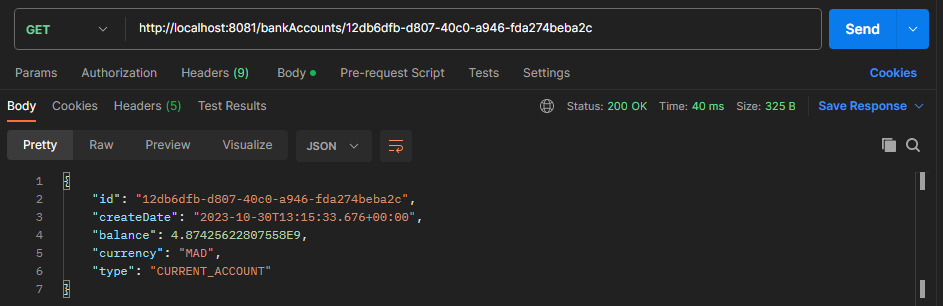 GET http://localhost:8081/bankAccounts/12db6dfb-d807-40c0-a946-fda274beba2c Send
Params Authorization Headers (9) Body Pre-request Script Tests Settings Cookies
Body Cookies Headers (5) Test Results Status: 200 OK Time: 40 ms Size: 325 B Save Response
Pretty Raw Preview Visualize JSON
1 {
2 "id": "12db6dfb-d807-40c0-a946-fda274beba2c",
3 "createDate": "2023-10-30T13:15:33.676+00:00",
4 "balance": 4.87425622807558E9,
5 "currency": "MAD",
6 "type": "CURRENT_ACCOUNT"
7 }